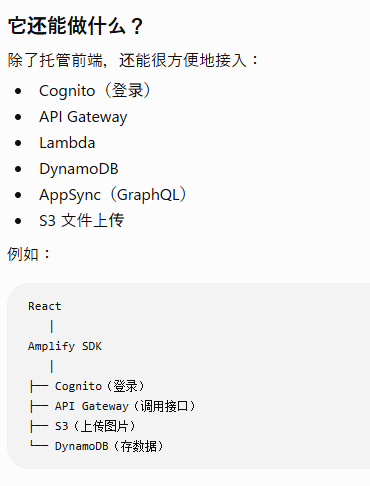 它还能做什么？
除了托管前端，还能很方便地接入：
• Cognito（登录）
• API Gateway
• Lambda
• DynamoDB
• AppSync（GraphQL）
• S3 文件上传
例如：
React
|
Amplify SDK
|
├── Cognito（登录）
├── API Gateway（调用接口）
├── S3（上传图片）
└── DynamoDB（存数据）